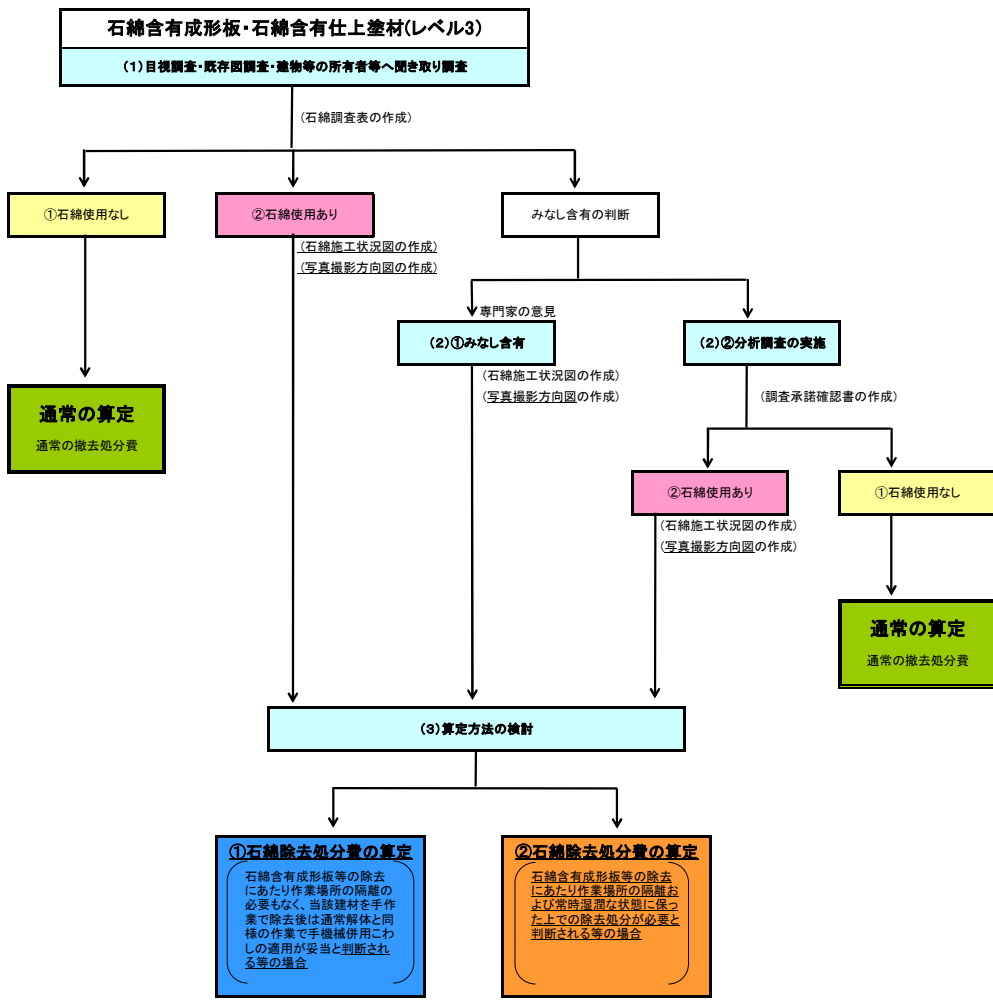 石綿含有成形板・石綿含有仕上塗材(レベル3)
(1)目視調査・既存図調査・建物等の所有者等へ聞き取り調査
(石綿調査表の作成)
①石綿使用なし
②石綿使用あり
みなし含有の判断
(石綿施工状況図の作成)
(写真撮影方向図の作成)
専門家の意見
(2)①みなし含有
(2)②分析調査の実施
(石綿施工状況図の作成)
(写真撮影方向図の作成)
(調査承諾確認書の作成)
通常の算定
通常の撤去処分費
②石綿使用あり
①石綿使用なし
(石綿施工状況図の作成)
(写真撮影方向図の作成)
通常の算定
通常の撤去処分費
(3)算定方法の検討
①石綿除去処分費の算定
石綿含有成形板等の除去
にあたり作業場所の隔離の
必要もなく、当該建材を手作
業で除去後は通常解体と同
様の作業で手機械併用こわ
しの適用が妥当と判断され
る等の場合
②石綿除去処分費の算定
石綿含有成形板等の除去
にあたり作業場所の隔離お
よび常時湿潤な状態に保っ
た上での除去処分が必要と
判断される等の場合